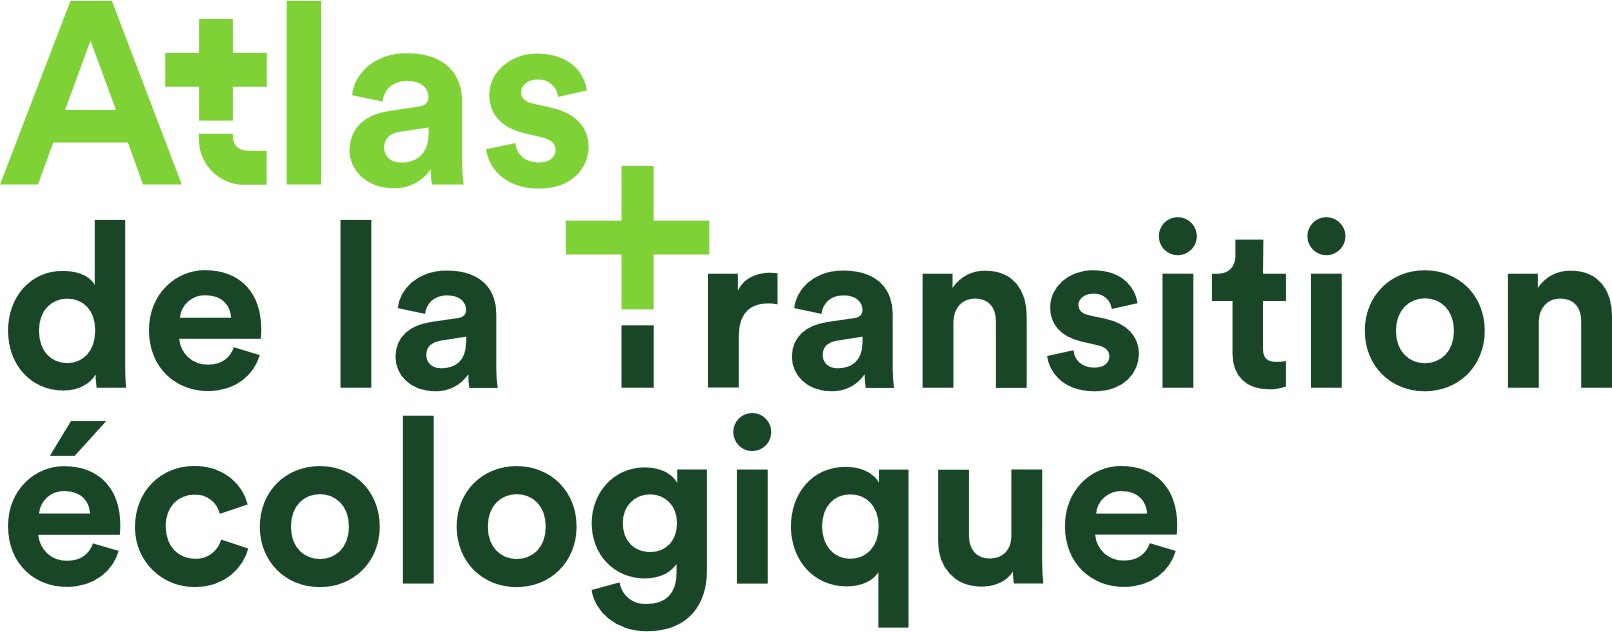 Atlas
de la transition
écologique